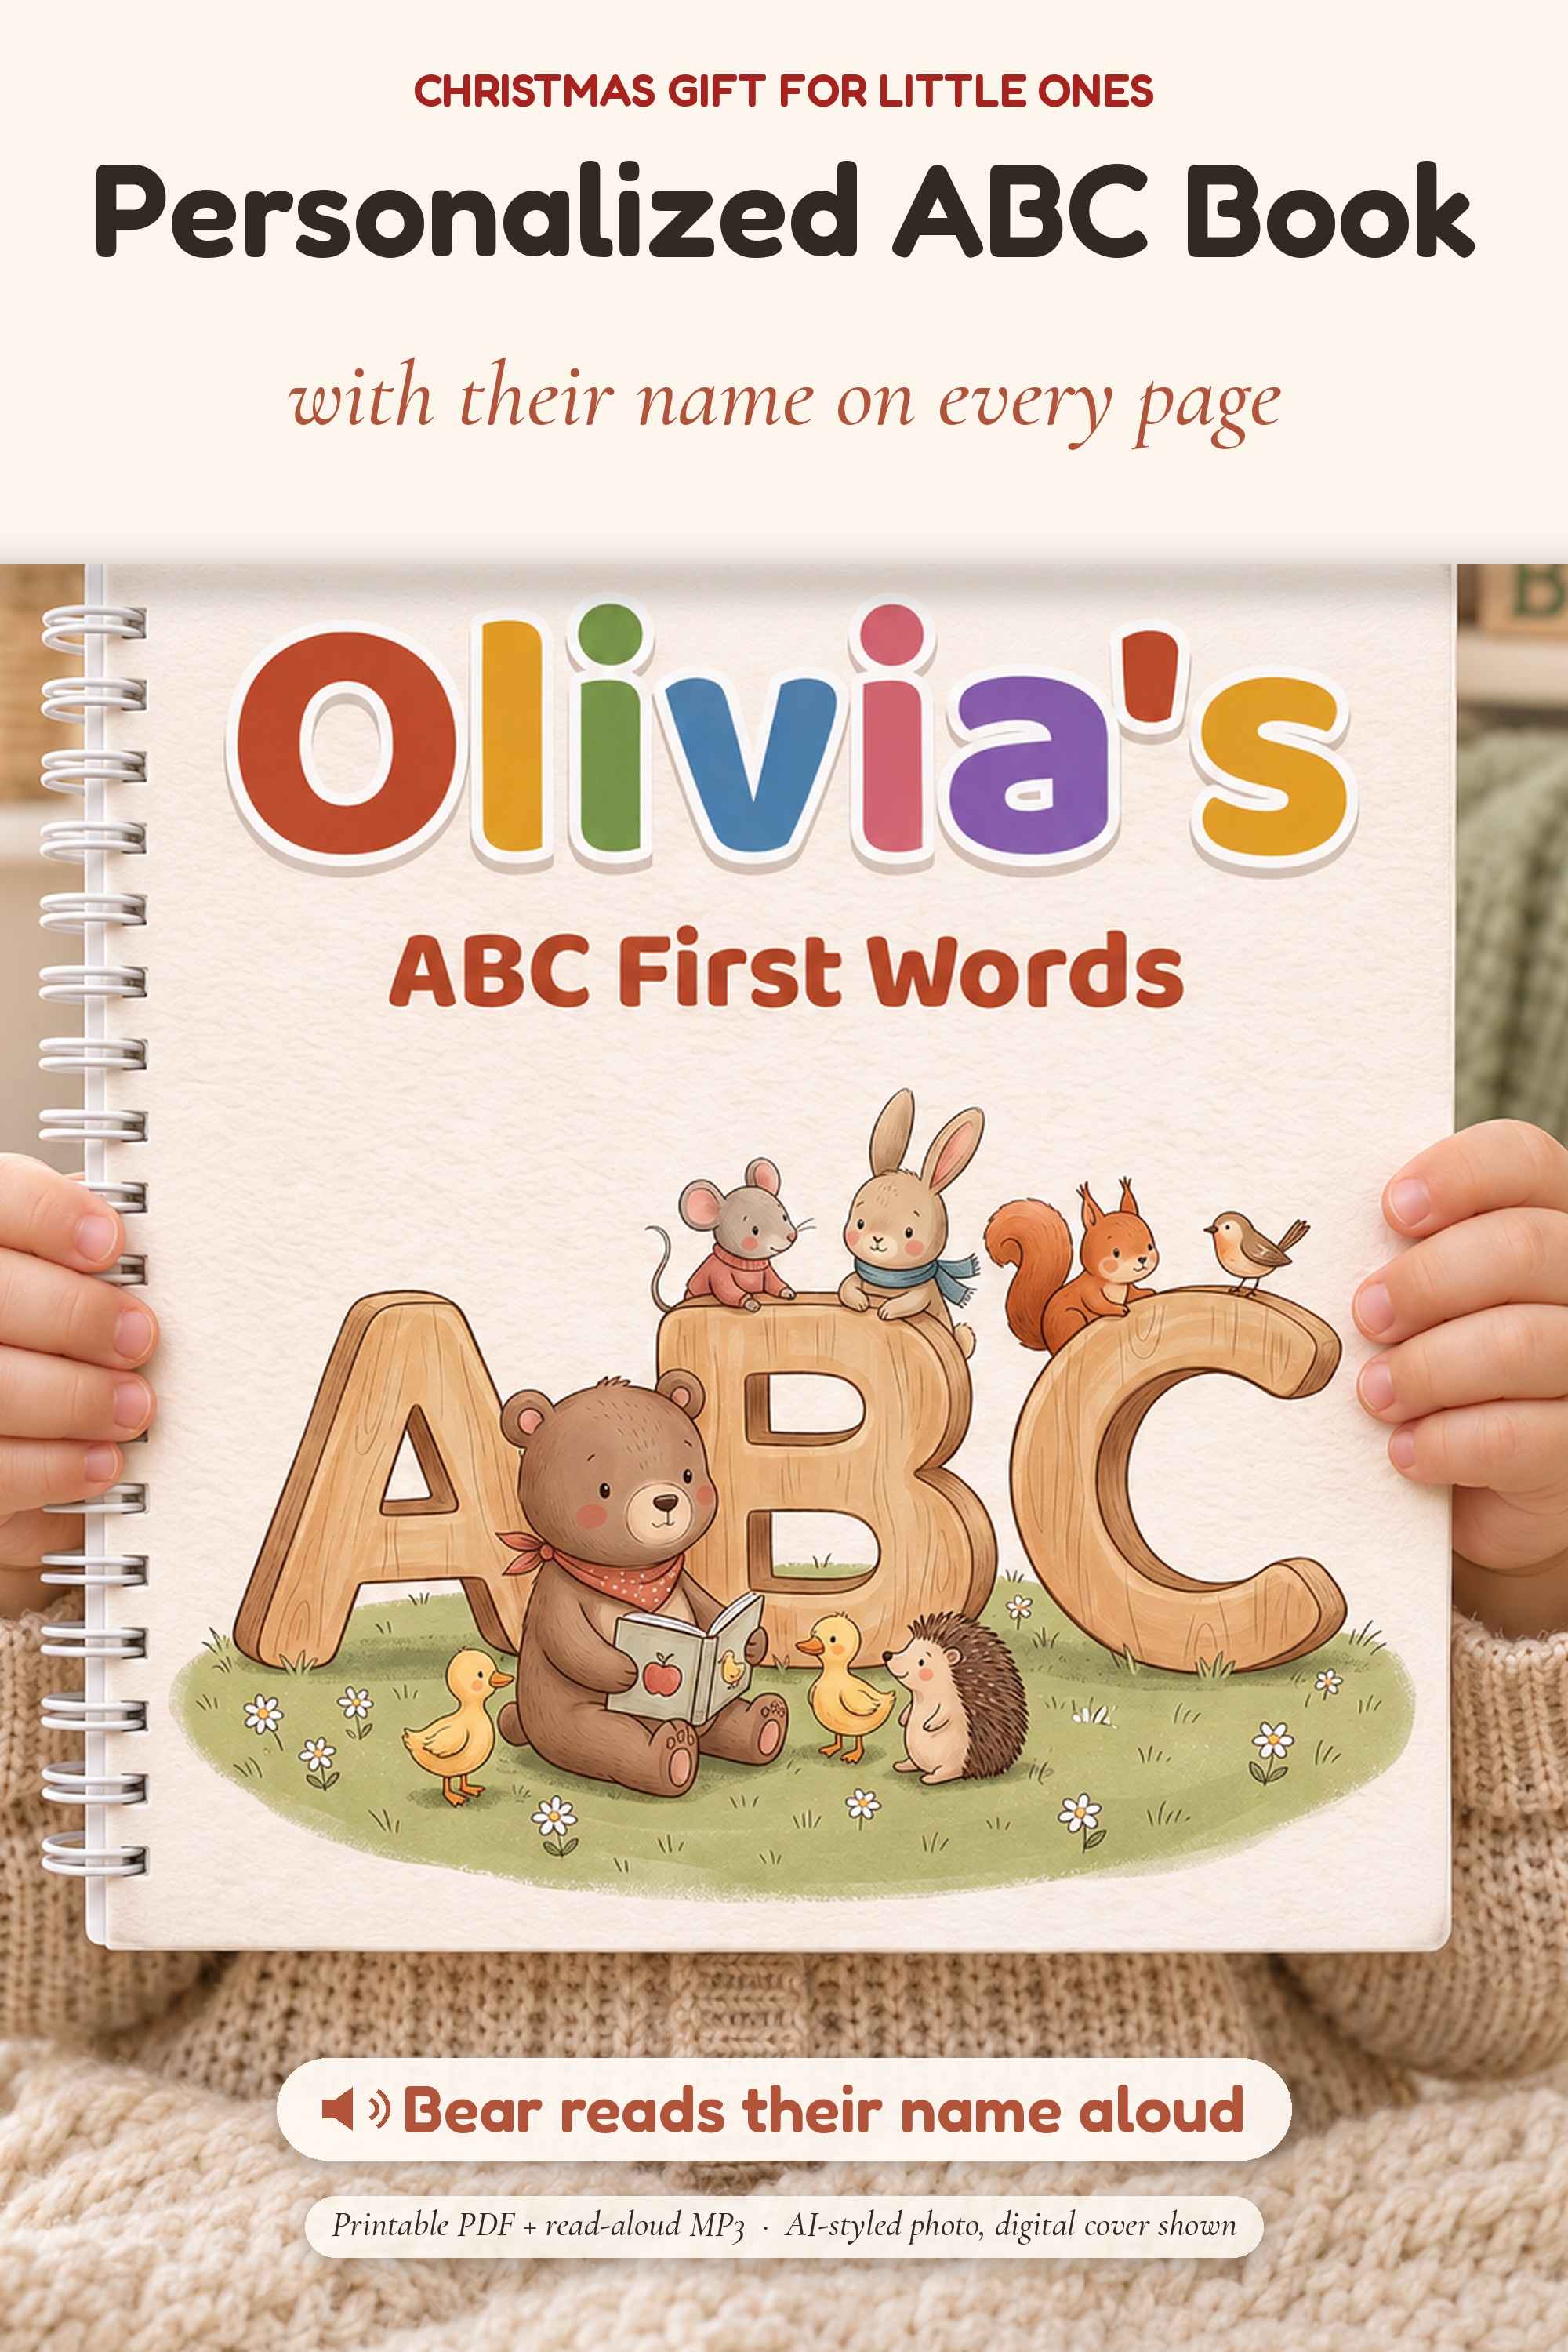 CHRISTMAS GIFT FOR LITTLE ONES
Personalized ABC Book
with their name on every page
B
Olivia's
ABC First Words
ABC
Bear reads their name aloud
Printable PDF + read-aloud MP3 · AI-styled photo, digital cover shown